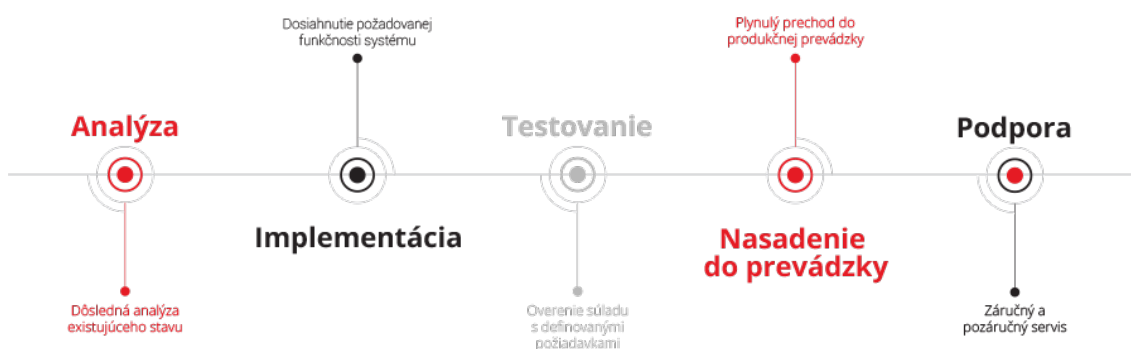 Analýza
Dôsledná analýza
existujúceho stavu
Dosiahnutie požadovanej
funkčnosti systému
Implementácia
Testovanie
Overenie súladu
s definovanými
požiadavkami
Plynulý prechod do
produkčnej prevádzky
Nasadenie
do prevádzky
Podpora
Záručný a
pozáručný servis